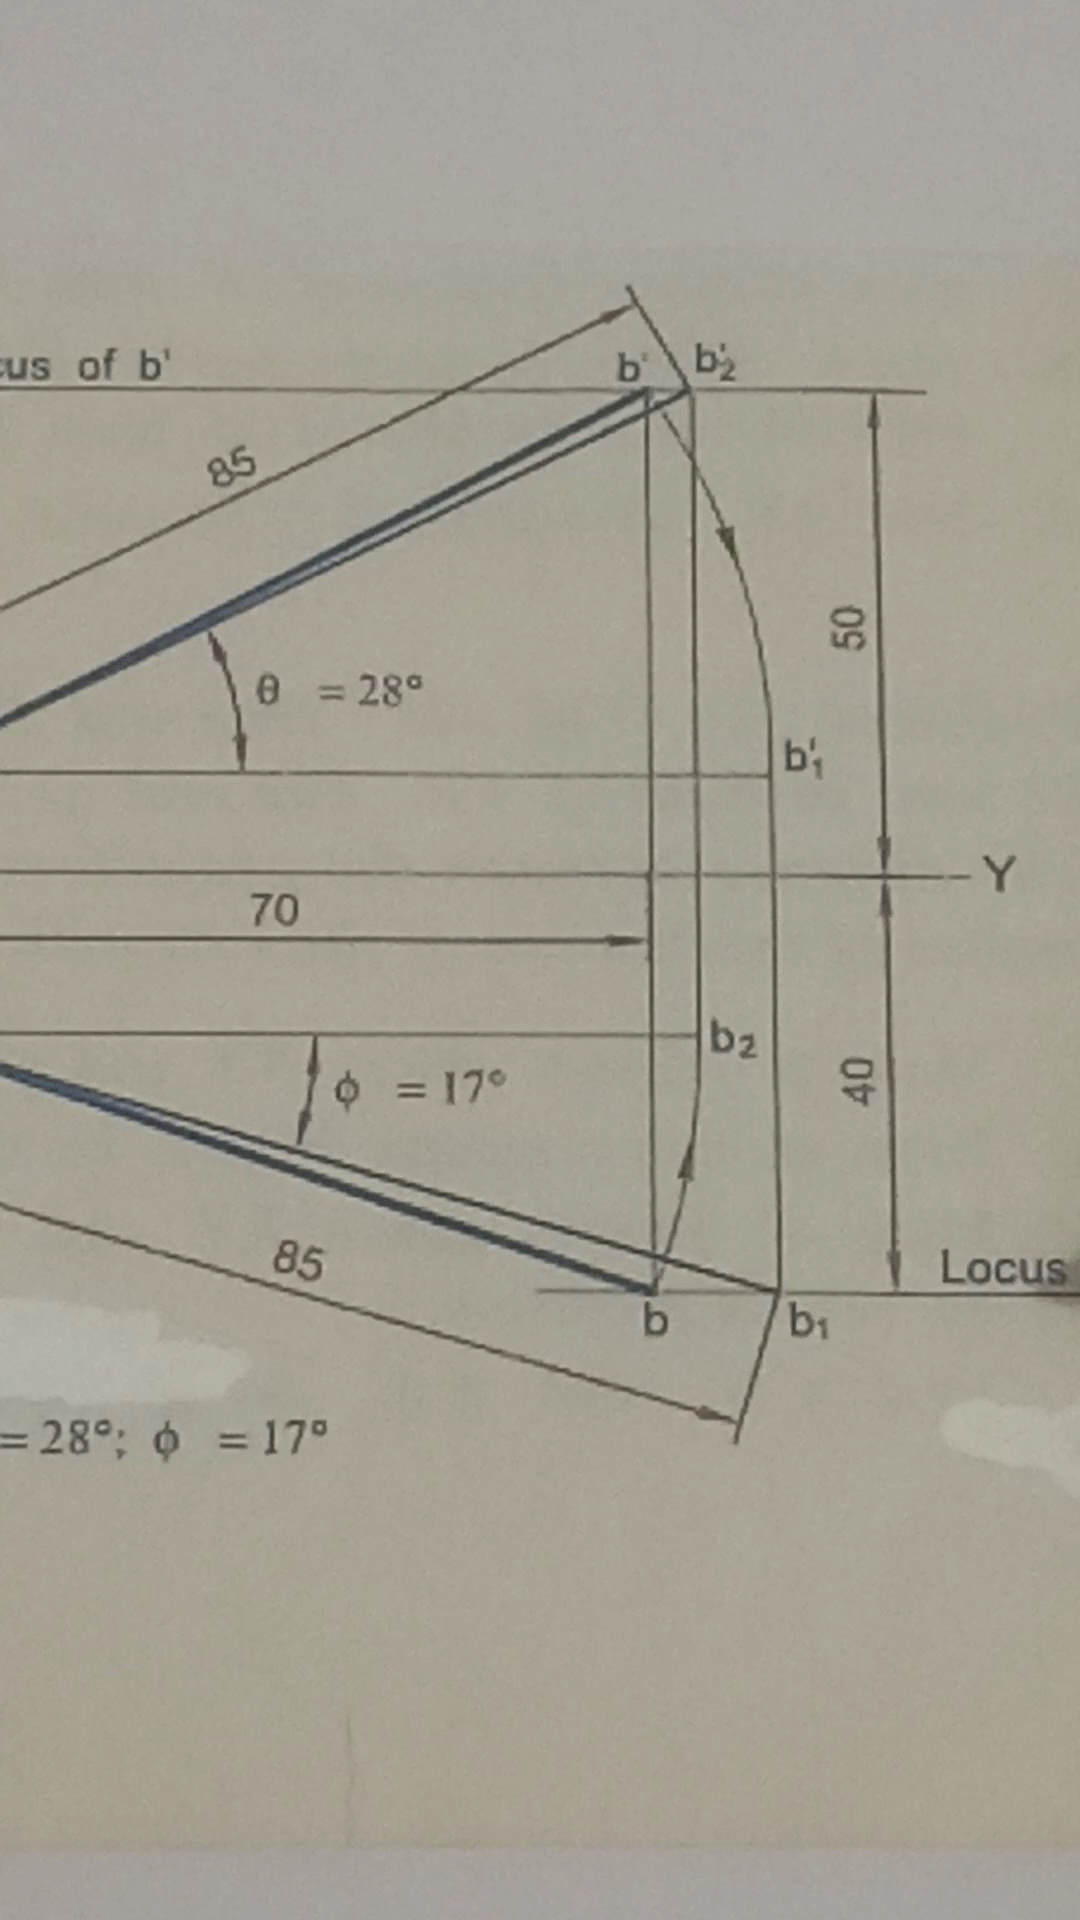 us of b'
b'
b'2
85
50
θ = 28°
b'1
Y
70
b2
φ = 17°
40
85
Locus
b
b1
= 28°; φ = 17°